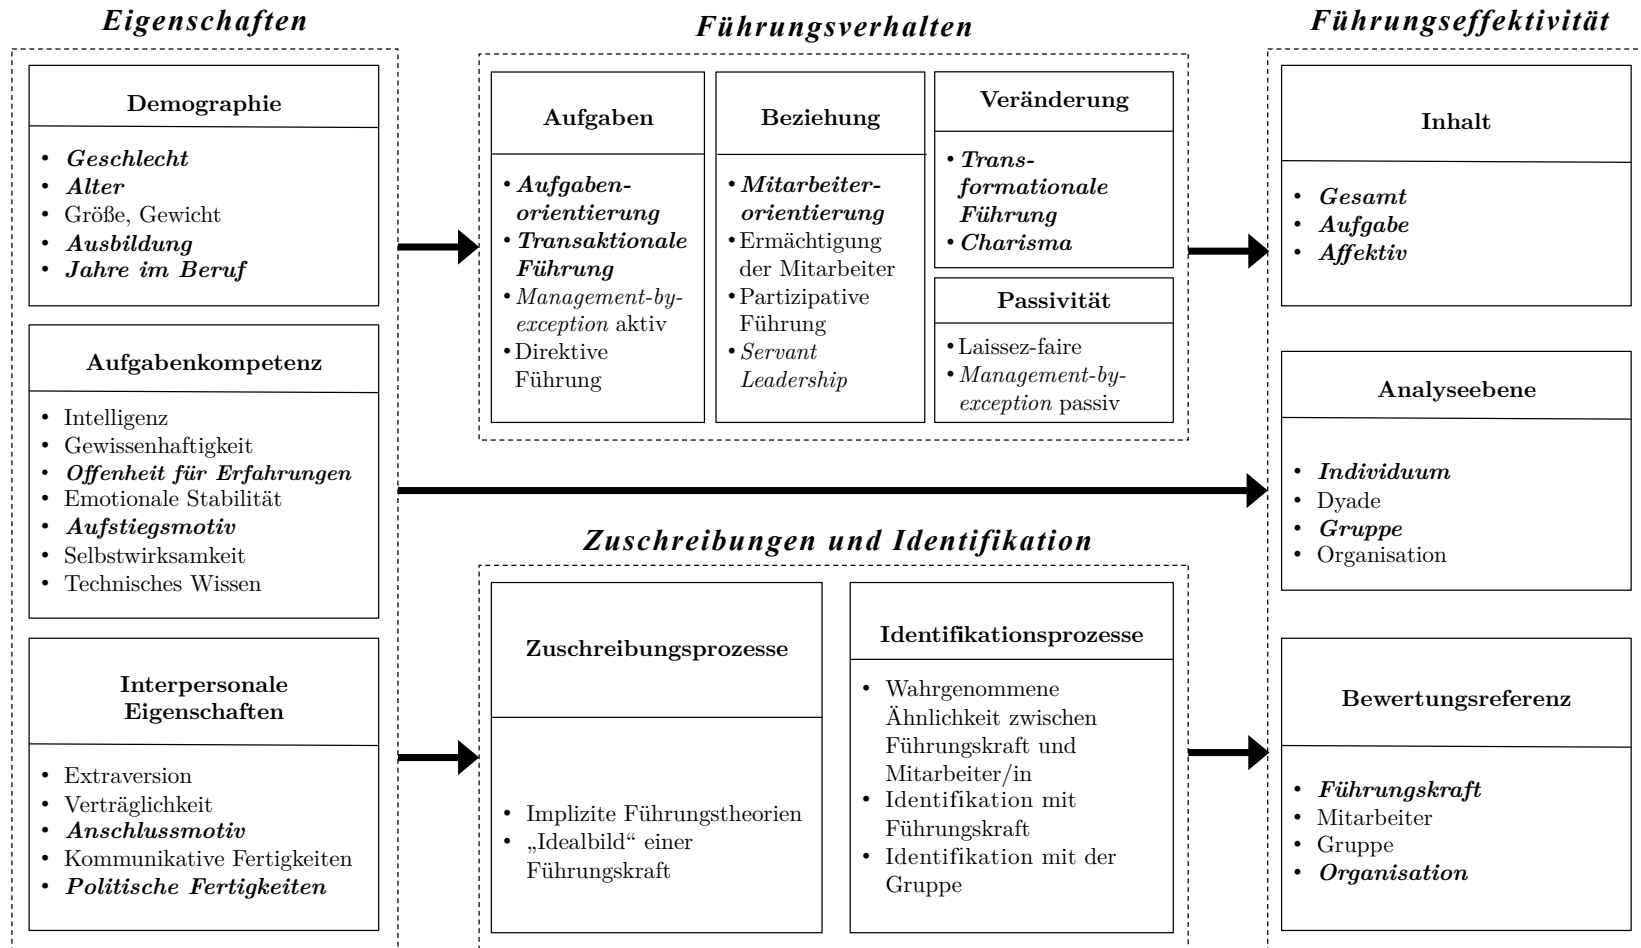 Eigenschaften
Demographie
• Geschlecht
• Alter
• Größe, Gewicht
• Ausbildung
• Jahre im Beruf
Aufgabenkompetenz
• Intelligenz
• Gewissenhaftigkeit
• Offenheit für Erfahrungen
• Emotionale Stabilität
• Aufstiegsmotiv
• Selbstwirksamkeit
• Technisches Wissen
Interpersonale
Eigenschaften
• Extraversion
• Verträglichkeit
• Anschlussmotiv
• Kommunikative Fertigkeiten
• Politische Fertigkeiten
Führungsverhalten
Aufgaben
• Aufgaben-
orientierung
• Transaktionale
Führung
• Management-by-
exception aktiv
• Direktive
Führung
Beziehung
• Mitarbeiter-
orientierung
• Ermächtigung
der Mitarbeiter
• Partizipative
Führung
• Servant
Leadership
Veränderung
• Trans-
formationale
Führung
• Charisma
Passivität
• Laissez-faire
• Management-by-
exception passiv
Zuschreibungen und Identifikation
Zuschreibungsprozesse
• Implizite Führungstheorien
• „Idealbild“ einer
Führungskraft
Identifikationsprozesse
• Wahrgenommene
Ähnlichkeit zwischen
Führungskraft und
Mitarbeiter/in
• Identifikation mit
Führungskraft
• Identifikation mit der
Gruppe
Führungseffektivität
Inhalt
• Gesamt
• Aufgabe
• Affektiv
Analyseebene
• Individuum
• Dyade
• Gruppe
• Organisation
Bewertungsreferenz
• Führungskraft
• Mitarbeiter
• Gruppe
• Organisation